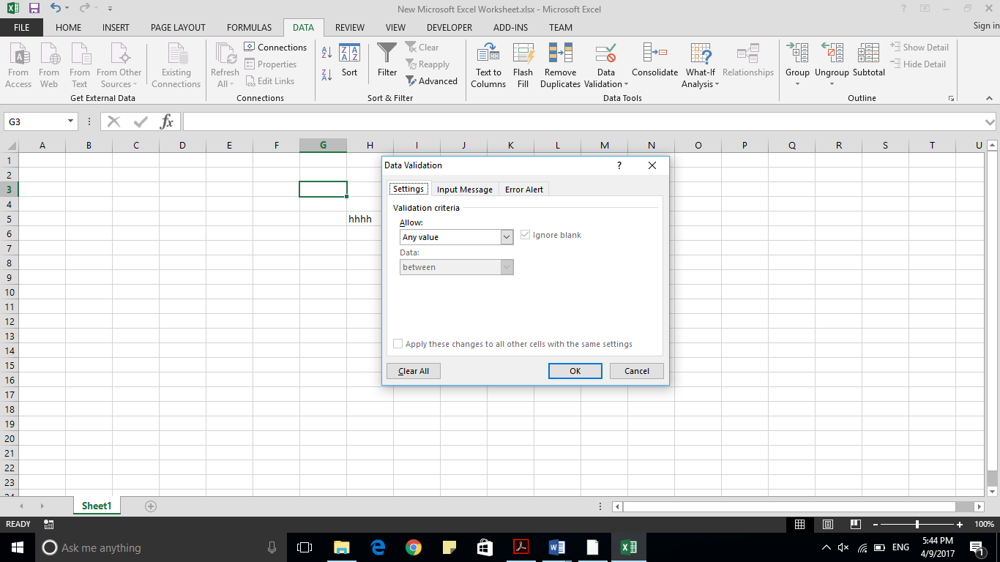 New Microsoft Excel Worksheet.xlsx - Microsoft Excel
FILE HOME INSERT PAGE LAYOUT FORMULAS DATA REVIEW VIEW DEVELOPER ADD-INS TEAM Sign in
From Access
From Web
From Text
From Other Sources
Existing Connections
Get External Data
Refresh All
Connections
Properties
Edit Links
Connections
Sort
Filter
Clear
Reapply
Advanced
Sort & Filter
Text to Columns
Flash Fill
Remove Duplicates
Data Validation
Consolidate
What-If Analysis
Relationships
Data Tools
Group
Ungroup
Subtotal
Show Detail
Hide Detail
Outline
G3
fx
A B C D E F G H I J K L M N O P Q R S T U
1
2
3
4
5 hhhh
6
7
8
9
10
11
12
13
14
15
16
17
18
19
20
21
22
23
24
Data Validation ?
Settings Input Message Error Alert
Validation criteria
Allow:
Any value Ignore blank
Data:
between
Apply these changes to all other cells with the same settings
Clear All OK Cancel
Sheet1
READY 100%
Ask me anything
ENG
5:44 PM
4/9/2017
1